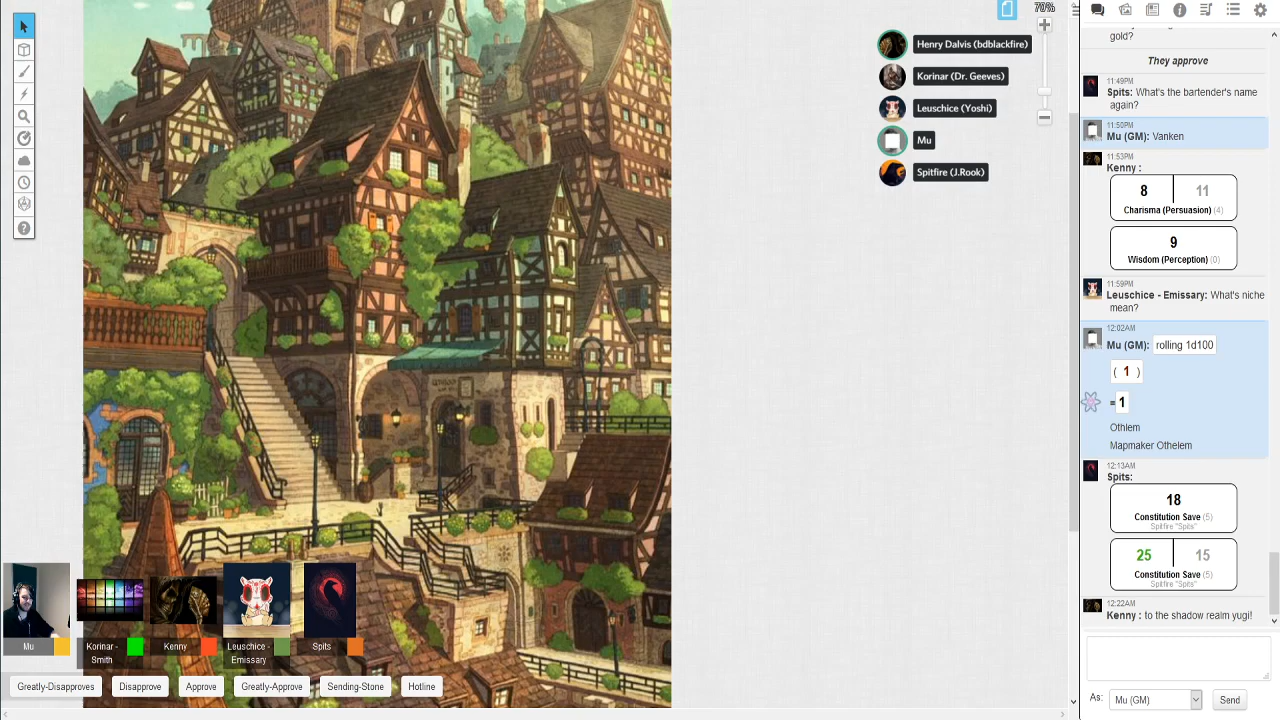 70%
Henry Dalvis (bdblackfire)
Korinar (Dr. Geeves)
Leuschice (Yoshi)
Mu
Spitfire (J.Rook)
Mu
Korinar -
Smith
Kenny
Leuschice -
Emissary
Spits
Greatly-Disapproves
Disapprove
Approve
Greatly-Approve
Sending-Stone
Hotline
gold?
They approve
11:49PM
Spits: What's the bartender's name
again?
11:50PM
Mu (GM): Vanken
11:53PM
Kenny :
8 11
Charisma (Persuasion) (4)
9
Wisdom (Perception) (0)
11:59PM
Leuschice - Emissary: What's niche
mean?
12:02AM
Mu (GM): rolling 1d100
( 1 )
=1
Othlem
Mapmaker Othelem
12:13AM
Spits:
18
Constitution Save (5)
Spitfire "Spits"
25 15
Constitution Save (5)
Spitfire "Spits"
12:22AM
Kenny : to the shadow realm yugi!
As: Mu (GM) Send